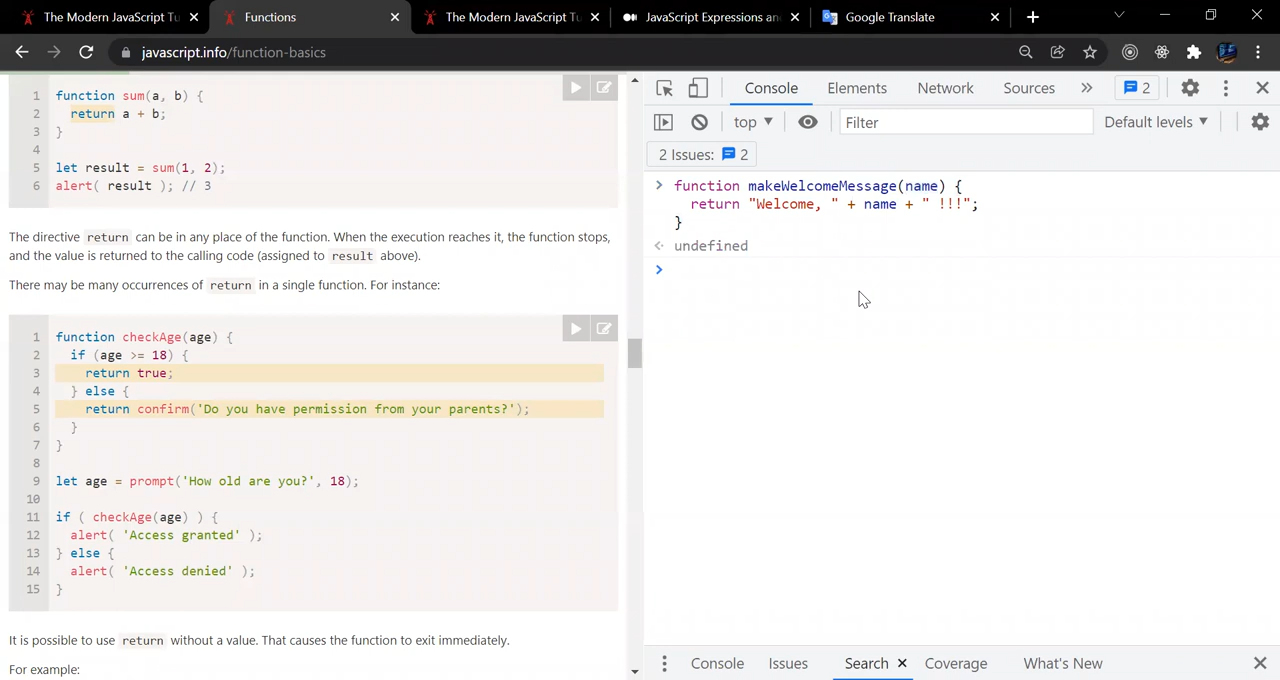 The Modern JavaScript Tu
Functions
The Modern JavaScript Tu
JavaScript Expressions an
Google Translate
javascript.info/function-basics
1 function sum(a, b) {
2 return a + b;
3 }
4
5 let result = sum(1, 2);
6 alert( result ); // 3
The directive return can be in any place of the function. When the execution reaches it, the function stops,
and the value is returned to the calling code (assigned to result above).
There may be many occurrences of return in a single function. For instance:
1 function checkAge(age) {
2 if (age >= 18) {
3 return true;
4 } else {
5 return confirm('Do you have permission from your parents?');
6 }
7 }
8
9 let age = prompt('How old are you?', 18);
10
11 if ( checkAge(age) ) {
12 alert( 'Access granted' );
13 } else {
14 alert( 'Access denied' );
15 }
It is possible to use return without a value. That causes the function to exit immediately.
For example:
Console Elements Network Sources 2
top Filter Default levels
2 Issues: 2
function makeWelcomeMessage(name) {
return "Welcome, " + name + " !!!";
}
undefined
Console Issues Search Coverage What's New